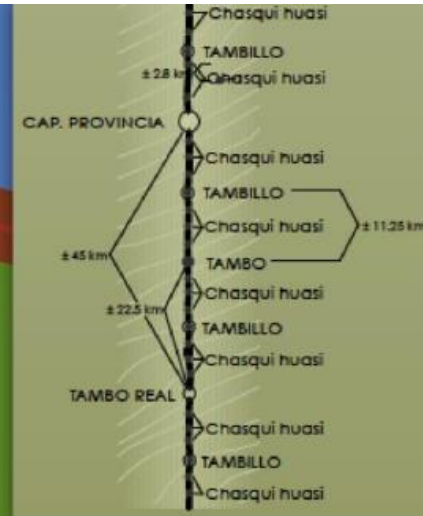 Chasqui huasi
TAMBILLO
± 2.8 km
Chasqui huasi
CAP. PROVINCIA
Chasqui huasi
TAMBILLO
Chasqui huasi
± 11.25 km
± 45 km
TAMBO
Chasqui huasi
± 22.5 km
TAMBILLO
Chasqui huasi
TAMBO REAL
Chasqui huasi
TAMBILLO
Chasqui huasi